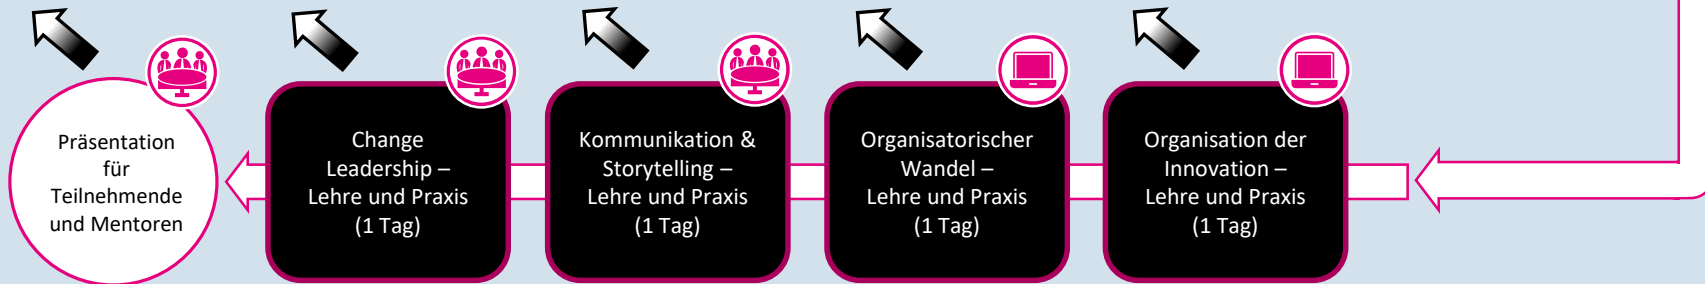 Präsentation
für
Teilnehmende
und Mentoren
Change
Leadership –
Lehre und Praxis
(1 Tag)
Kommunikation &
Storytelling –
Lehre und Praxis
(1 Tag)
Organisatorischer
Wandel –
Lehre und Praxis
(1 Tag)
Organisation der
Innovation –
Lehre und Praxis
(1 Tag)